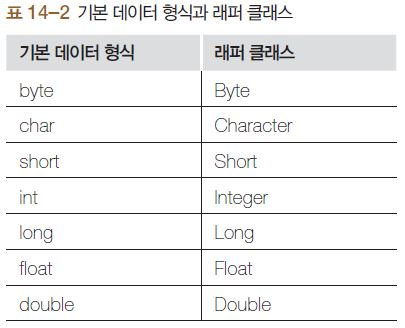 표 14-2 기본 데이터 형식과 래퍼 클래스
기본 데이터 형식 래퍼 클래스
byte Byte
char Character
short Short
int Integer
long Long
float Float
double Double